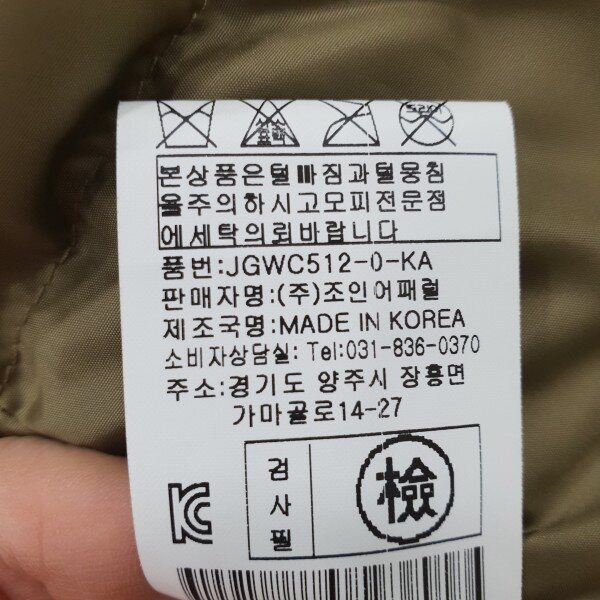 본상품은털빠짐과털뭉침
을주의하시고모피전문점
에세탁의뢰바랍니다
품번:JGWC512-0-KA
판매자명:(주)조인어패럴
제조국명:MADE IN KOREA
소비자상담실: Tel:031-836-0370
주소:경기도 양주시 장흥면
가마골로14-27
검사필
檢
KC